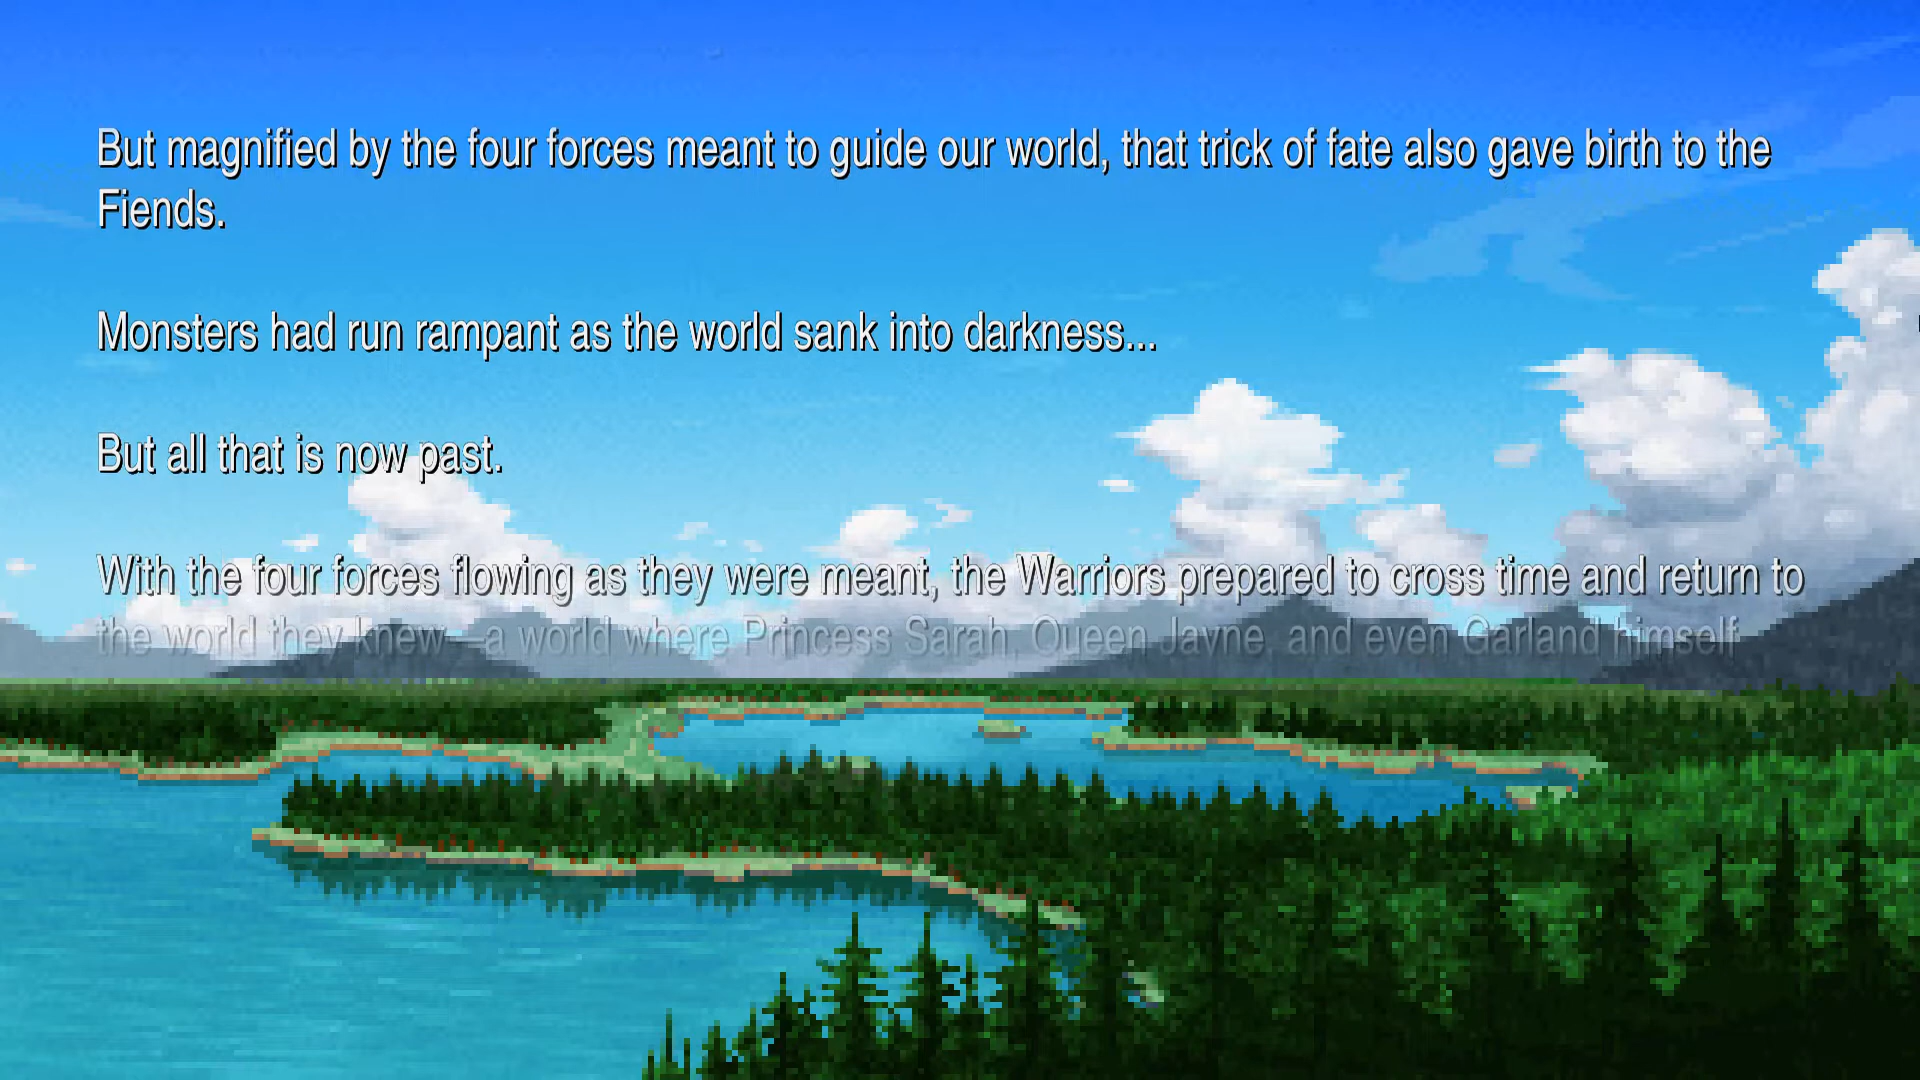 But magnified by the four forces meant to guide our world, that trick of fate also gave birth to the
Fiends.
Monsters had run rampant as the world sank into darkness...
But all that is now past.
With the four forces flowing as they were meant, the Warriors prepared to cross time and return to
the world they knew—a world where Princess Sarah, Queen Jayne, and even Garland himself